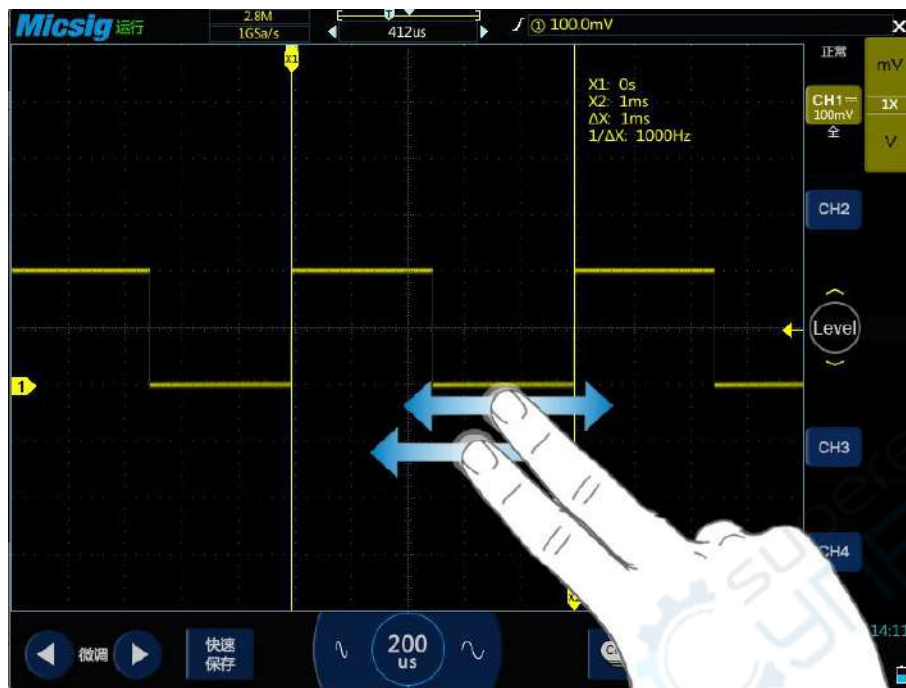 Micsig 运行
2.8M
1GSa/s
T
412us
① 100.0mV
X
正常
mV
X1
X1: 0s
X2: 1ms
ΔX: 1ms
1/ΔX: 1000Hz
CH1
100mV
全
1X
V
CH2
Level
1
CH3
CH4
X2
14:11
微调
快速
保存
200
us